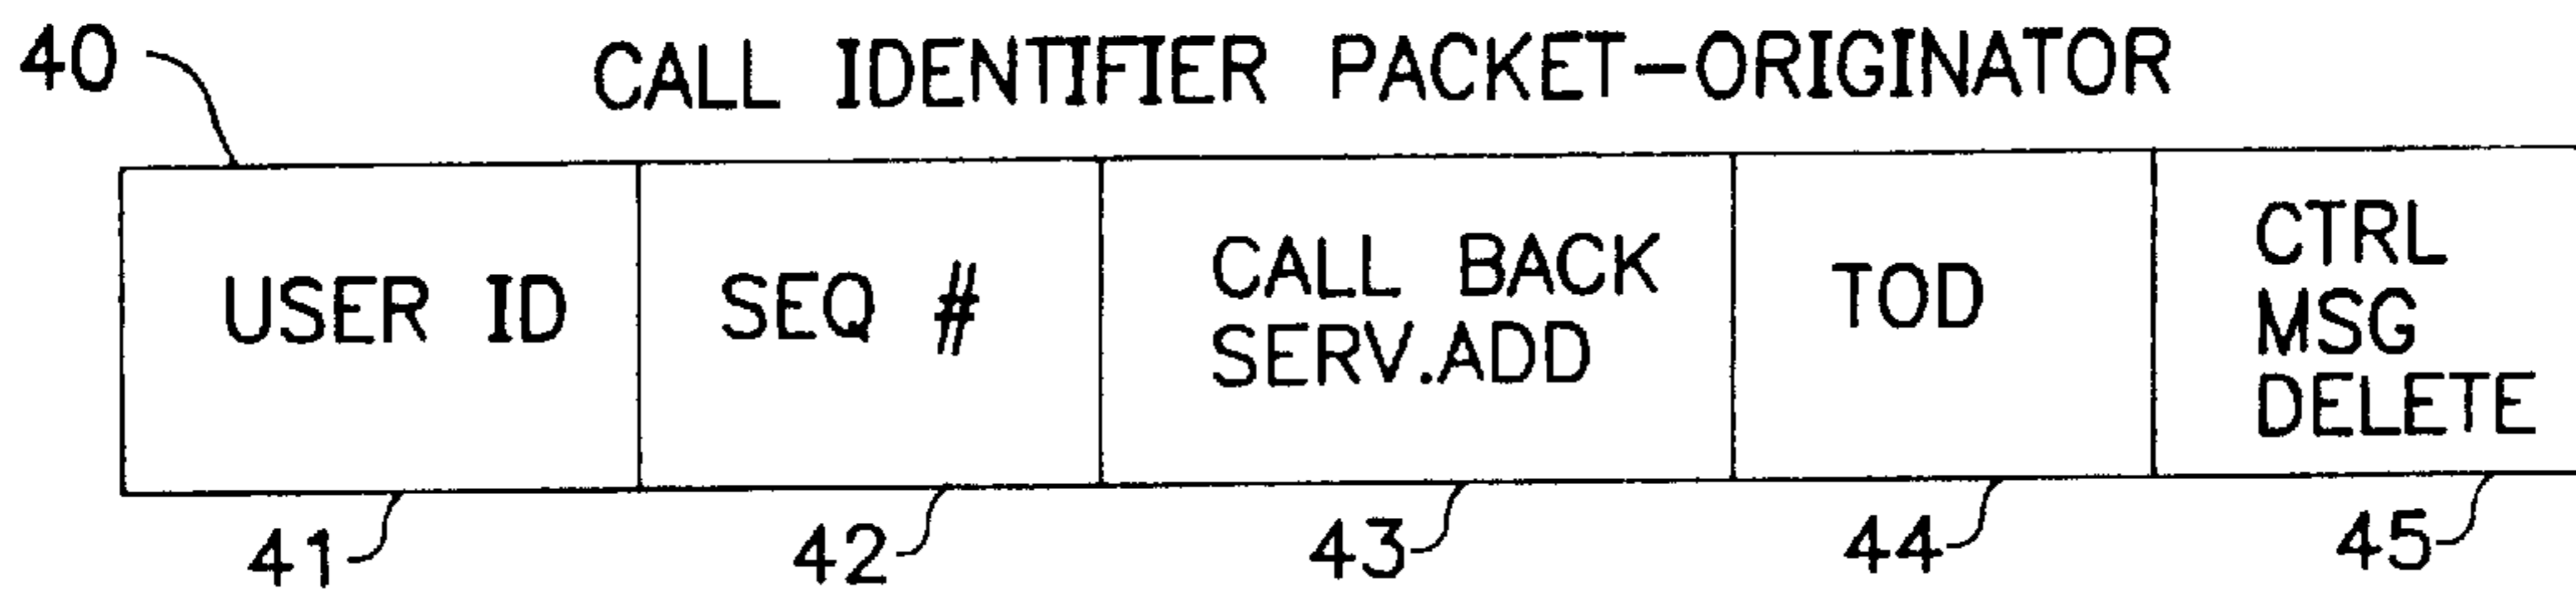 40
CALL IDENTIFIER PACKET-ORIGINATOR
USER ID
SEQ #
CALL BACK
SERV.ADD
TOD
CTRL
MSG
DELETE
41
42
43
44
45